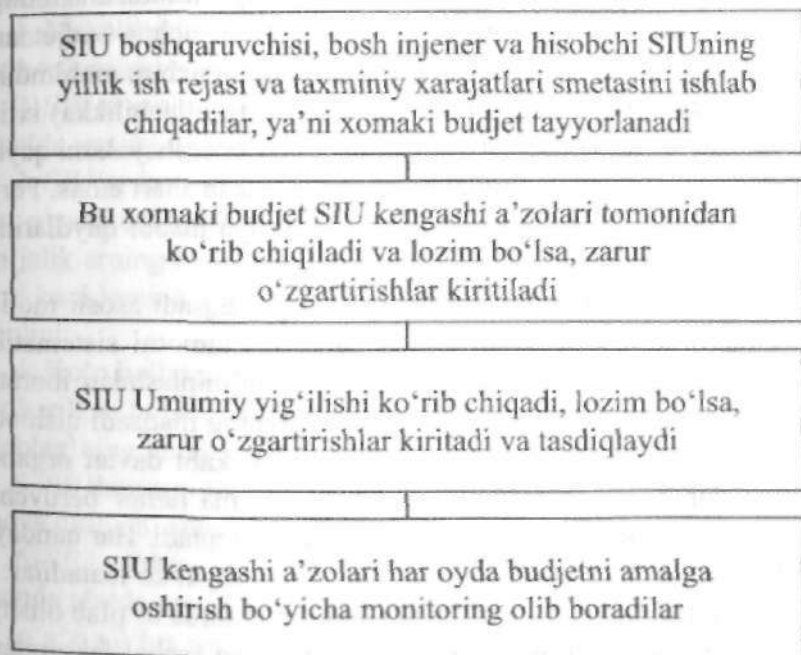 SIU boshqaruvchisi, bosh injener va hisobchi SIUning
yillik ish rejasi va taxminiy xarajatlari smetasini ishlab
chiqadilar, ya’ni xomaki budjet tayyorlanadi
Bu xomaki budjet SIU kengashi a’zolari tomonidan
ko‘rib chiqiladi va lozim bo‘lsa, zarur
o‘zgartirishlar kiritiladi
SIU Umumiy yig‘ilishi ko‘rib chiqadi, lozim bo‘lsa,
zarur o‘zgartirishlar kiritadi va tasdiqlaydi
SIU kengashi a’zolari har oyda budjetni amalga
oshirish bo‘yicha monitoring olib boradilar